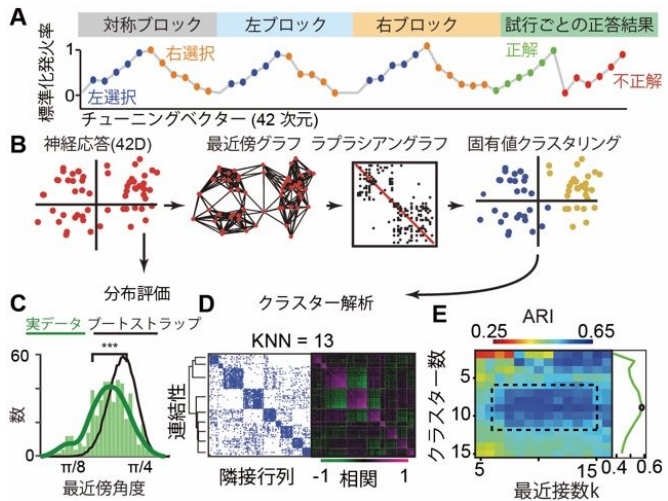 A
対称ブロック
左ブロック
右ブロック
試行ごとの正答結果
標準化発火率
1
0
左選択
右選択
正解
不正解
チューニングベクター (42 次元)
B
神経応答(42D)
最近傍グラフ
ラプラシアングラフ
固有値クラスタリング
分布評価
クラスター解析
C
実データ
ブートストラップ
***
60
数
0
π/8
π/4
最近傍角度
D
KNN = 13
連結性
隣接行列
-1
相関
1
E
ARI
0.25
0.65
クラスター数
5
10
15
5
15
0.4
0.6
最近接数k